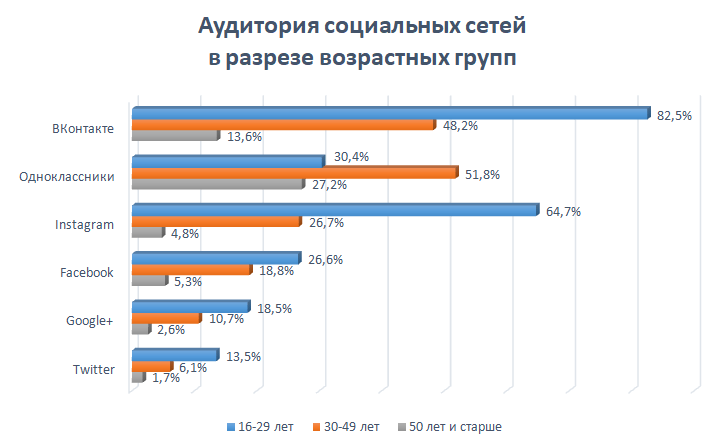 Аудитория социальных сетей
в разрезе возрастных групп
ВКонтакте
82,5%
48,2%
13,6%
Одноклассники
30,4%
51,8%
27,2%
Instagram
64,7%
26,7%
4,8%
Facebook
26,6%
18,8%
5,3%
Google+
18,5%
10,7%
2,6%
Twitter
13,5%
6,1%
1,7%
16-29 лет 30-49 лет 50 лет и старше